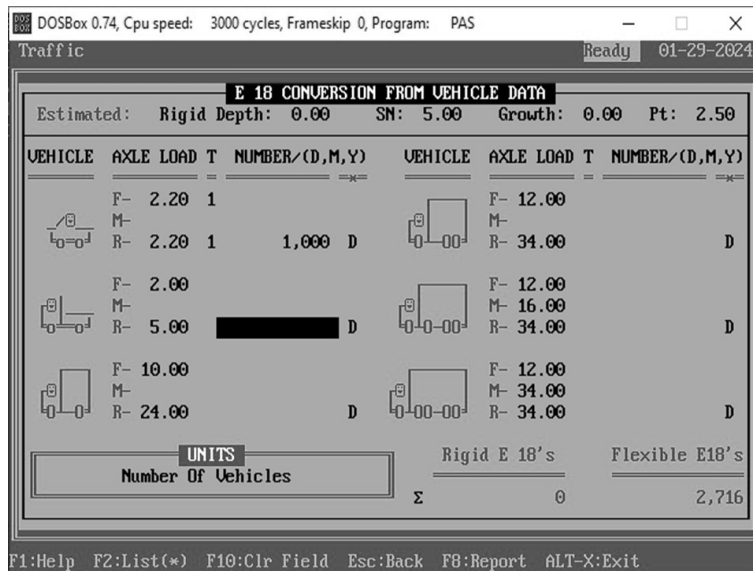 DOSBox 0.74, Cpu speed: 3000 cycles, Frameskip 0, Program: PAS
Traffic Ready 01-29-2024
E 18 CONVERSION FROM VEHICLE DATA
Estimated: Rigid Depth: 0.00 SN: 5.00 Growth: 0.00 Pt: 2.50
VEHICLE AXLE LOAD T NUMBER/(D,M,Y) VEHICLE AXLE LOAD T NUMBER/(D,M,Y)
F- 2.20 1 F- 12.00
M- M-
R- 2.20 1 1,000 D R- 34.00 D
F- 2.00 F- 12.00
M- M- 16.00
R- 5.00 D R- 34.00 D
F- 10.00 F- 12.00
M- M- 34.00
R- 24.00 D R- 34.00 D
UNITS Rigid E 18's Flexible E18's
Number Of Vehicles
Σ 0 2,716
F1:Help F2:List(*) F10:Clr Field Esc:Back F8:Report ALT-X:Exit